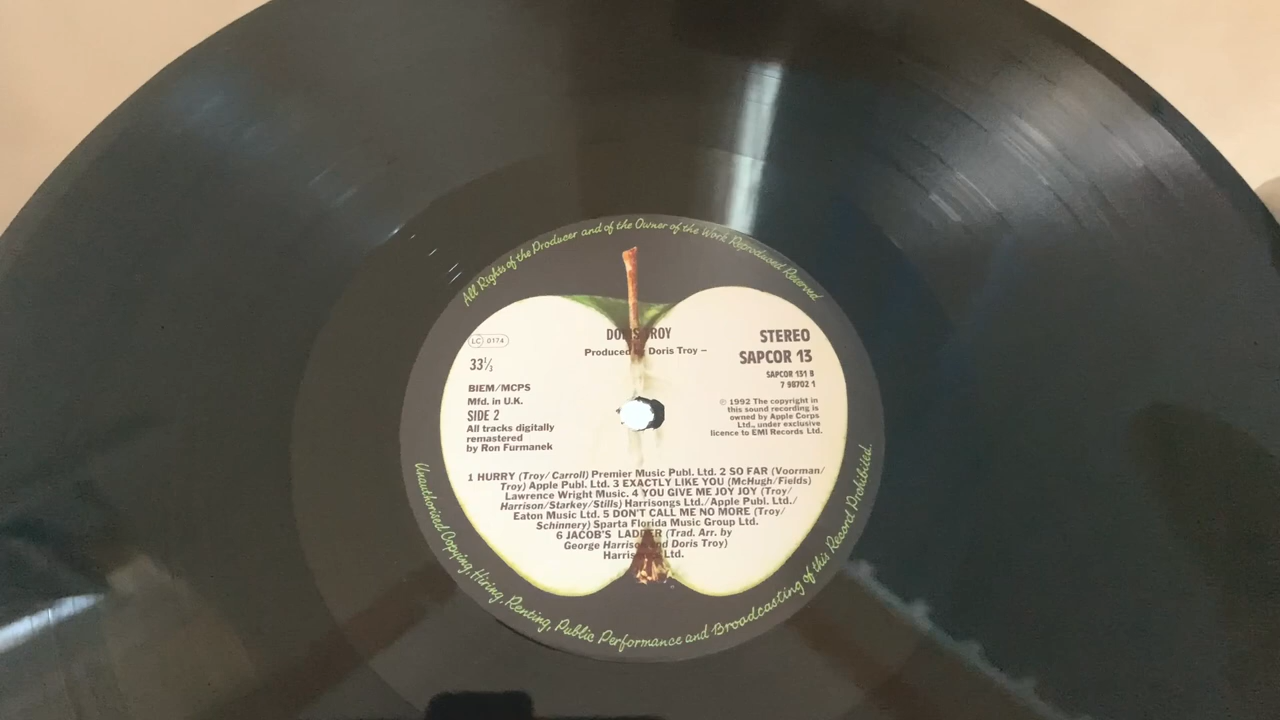 All Rights of the Producer and of the Owner of the Work Reproduced Reserved
DORIS TROY
Produced by Doris Troy –
LC 0174
33⅓
BIEM/MCPS
Mfd. in U.K.
SIDE 2
All tracks digitally
remastered
by Ron Furmanek
STEREO
SAPCOR 13
SAPCOR 131 B
7 98702 1
℗ 1992 The copyright in
this sound recording is
owned by Apple Corps
Ltd., under exclusive
licence to EMI Records Ltd.
1 HURRY (Troy/Carroll) Premier Music Publ. Ltd. 2 SO FAR (Voorman/
Troy) Apple Publ. Ltd. 3 EXACTLY LIKE YOU (McHugh/Fields)
Lawrence Wright Music. 4 YOU GIVE ME JOY JOY (Troy/
Harrison/Starkey/Stills) Harrisongs Ltd./Apple Publ. Ltd./
Eaton Music Ltd. 5 DON'T CALL ME NO MORE (Troy/
Schinnery) Sparta Florida Music Group Ltd.
6 JACOB'S LADDER (Trad. Arr. by
George Harrison and Doris Troy)
Harrisongs Ltd.
Unauthorised Copying, Hiring, Renting, Public Performance and Broadcasting of this Record Prohibited.